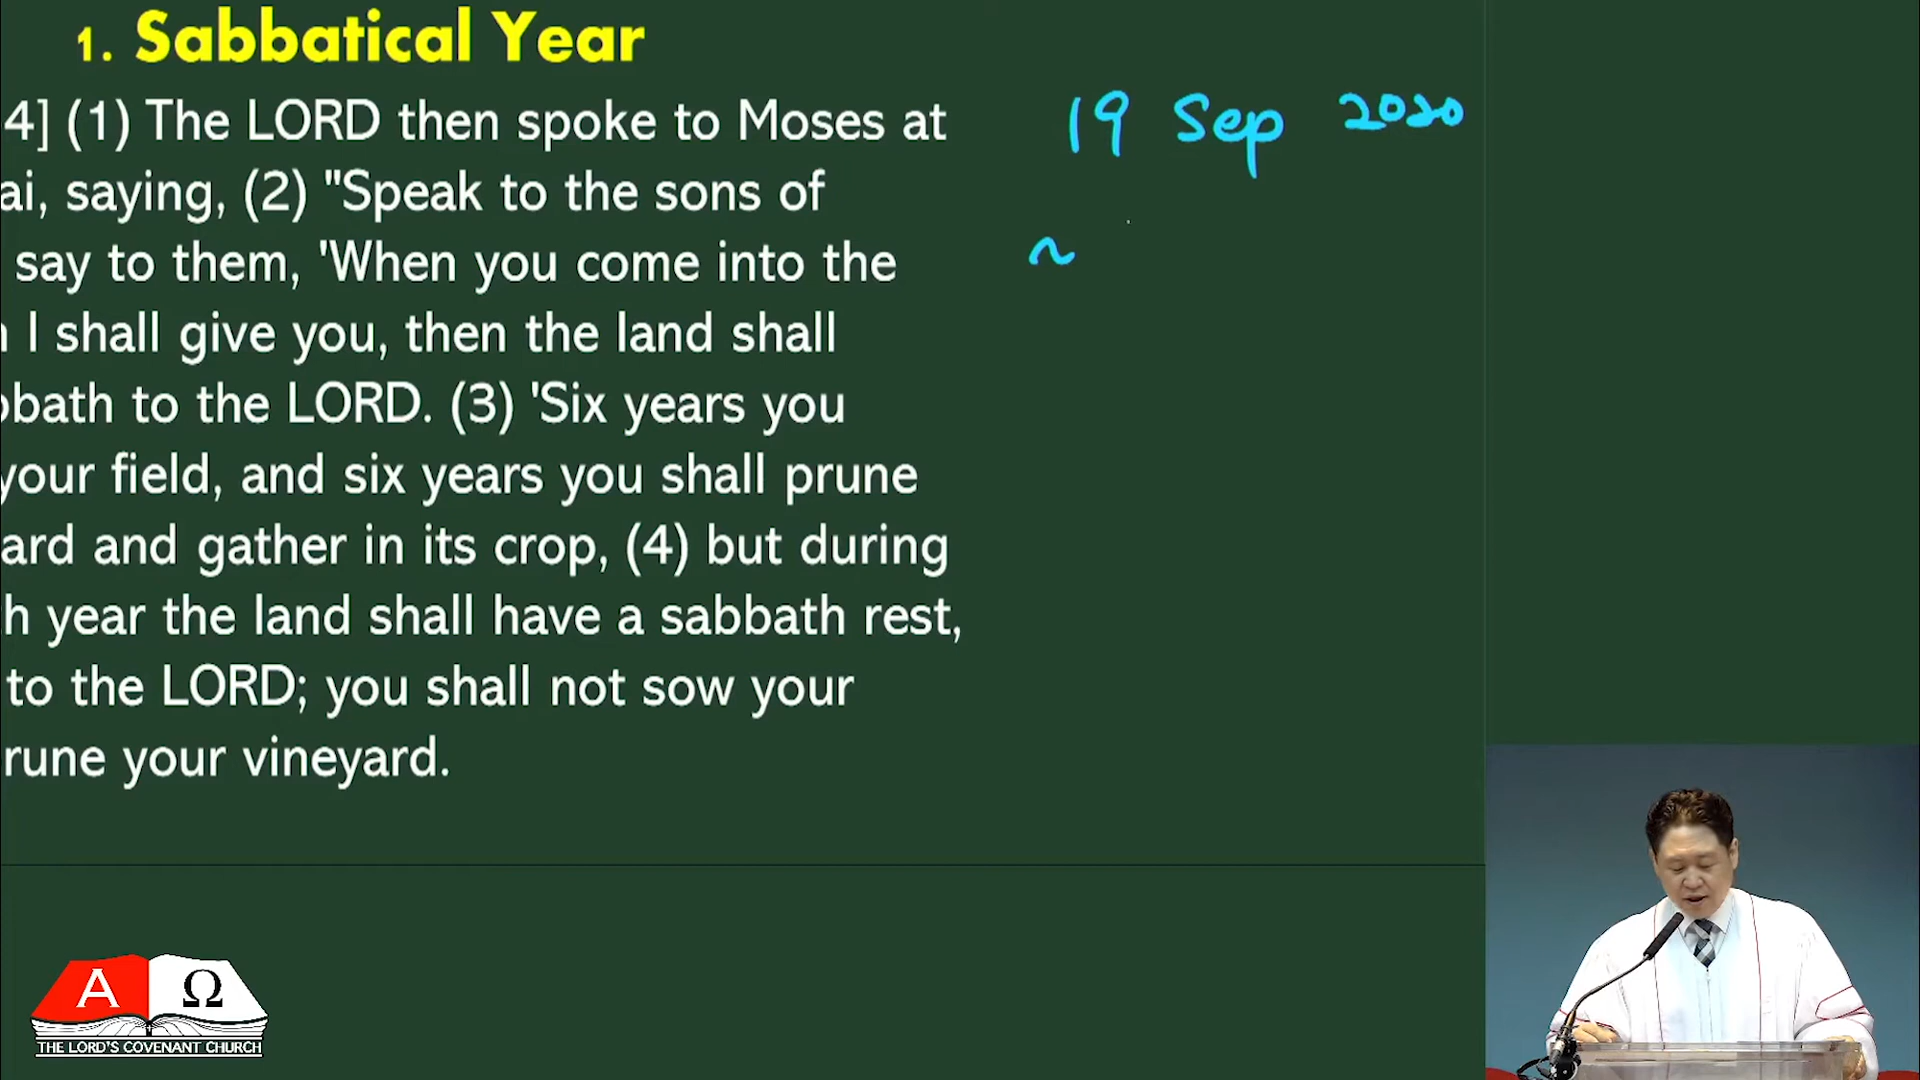 1. Sabbatical Year
4] (1) The LORD then spoke to Moses at
ai, saying, (2) "Speak to the sons of
say to them, 'When you come into the
I shall give you, then the land shall
bbath to the LORD. (3) 'Six years you
your field, and six years you shall prune
ard and gather in its crop, (4) but during
h year the land shall have a sabbath rest,
to the LORD; you shall not sow your
rune your vineyard.
19 Sep 2020
~
A Ω
THE LORD'S COVENANT CHURCH